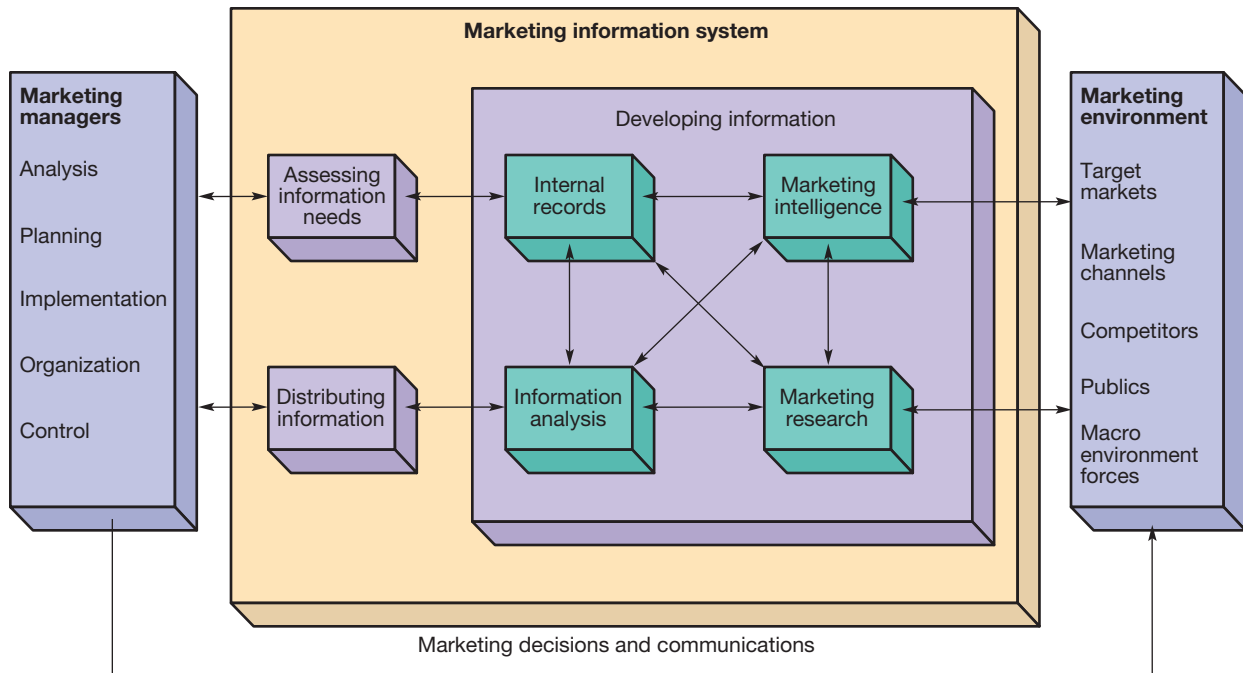 Marketing information system
Marketing
managers
Analysis
Planning
Implementation
Organization
Control
Assessing
information
needs
Distributing
information
Developing information
Internal
records
Marketing
intelligence
Information
analysis
Marketing
research
Marketing
environment
Target
markets
Marketing
channels
Competitors
Publics
Macro
environment
forces
Marketing decisions and communications